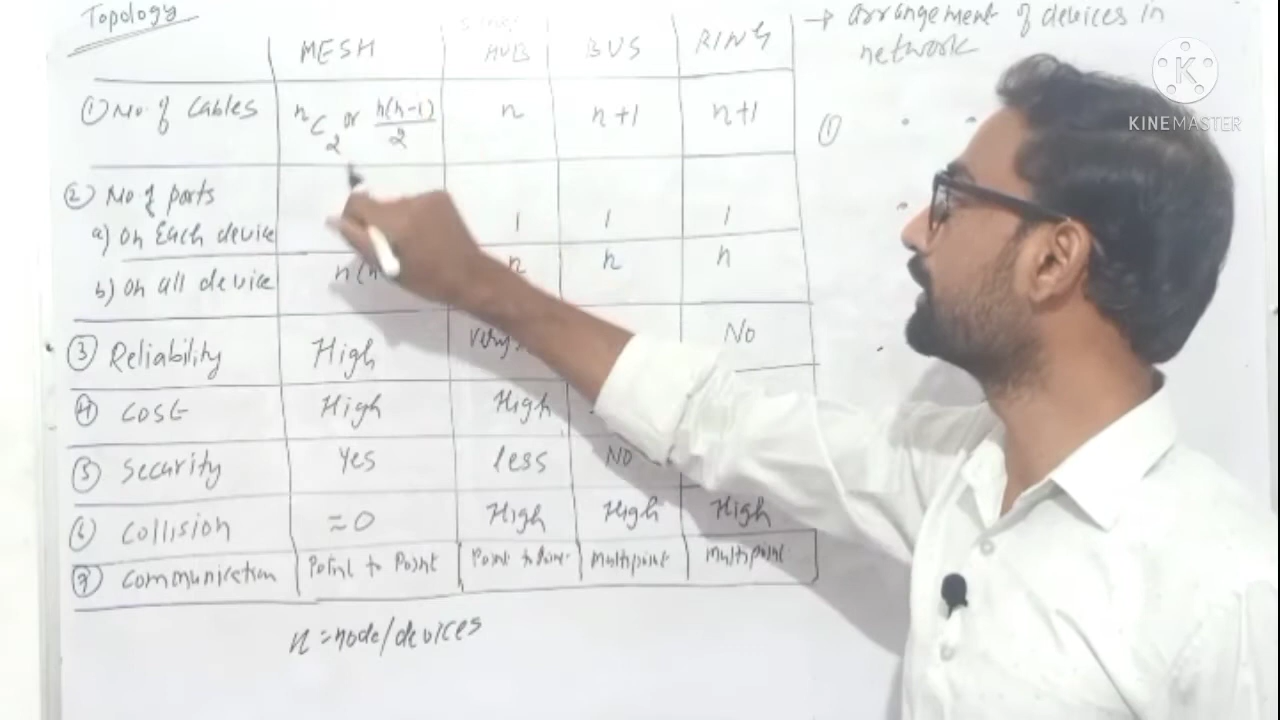 Topology
→ arrangement of devices in
network
MESH HUB BUS RING
① No. of Cables nC2 or n(n-1)/2 n n+1 n+1
①
② No of ports
a) on Each device 1 1 1
b) on all device n(n n n n
③ Reliability High very No
④ Cost High High
⑤ Security Yes less NO
⑥ Collision ≈0 High High High
⑦ Communication Point to Point Point to Point Multipoint Multipoint
n = node/devices
KINEMASTER